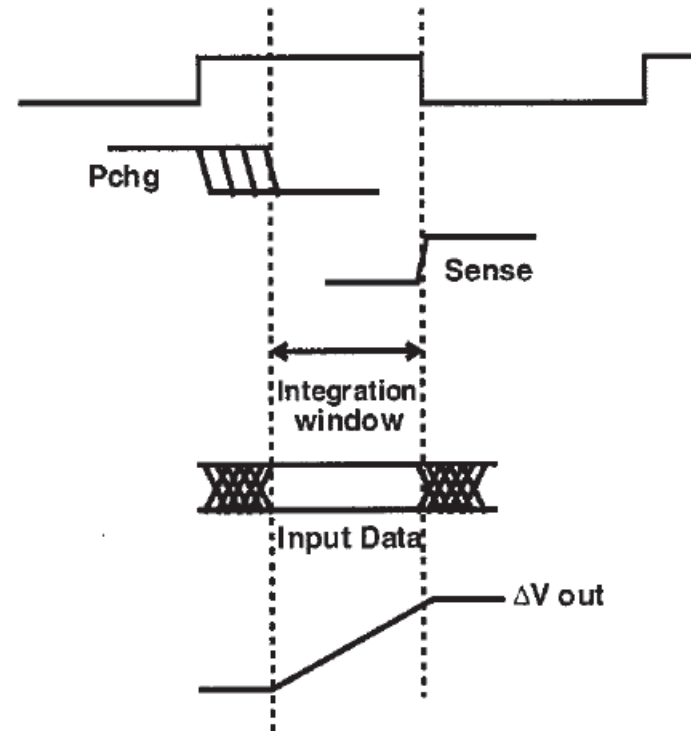 Pchg
Sense
Integration
window
Input Data
ΔV out